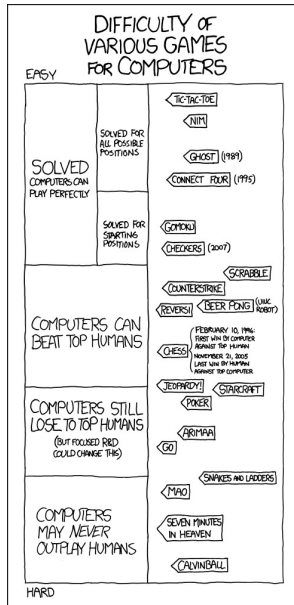 DIFFICULTY OF
VARIOUS GAMES
FOR COMPUTERS
EASY
SOLVED
COMPUTERS CAN
PLAY PERFECTLY
SOLVED FOR
ALL POSSIBLE
POSITIONS
TIC-TAC-TOE
NIM
GHOST (1989)
CONNECT FOUR (1995)
SOLVED FOR
STARTING
POSITIONS
GOMOKU
CHECKERS (2007)
COMPUTERS CAN
BEAT TOP HUMANS
SCRABBLE
COUNTERSTRIKE
REVERSI
BEER PONG (UIUC
ROBOT)
CHESS
FEBRUARY 10, 1996:
FIRST WIN BY COMPUTER
AGAINST TOP HUMAN
NOVEMBER 21, 2005
LAST WIN BY HUMAN
AGAINST TOP COMPUTER
COMPUTERS STILL
LOSE TO TOP HUMANS
(BUT FOCUSED R&D
COULD CHANGE THIS)
JEOPARDY!
STARCRAFT
POKER
ARIMAA
GO
COMPUTERS
MAY NEVER
OUTPLAY HUMANS
SNAKES AND LADDERS
MAO
SEVEN MINUTES
IN HEAVEN
CALVINBALL
HARD